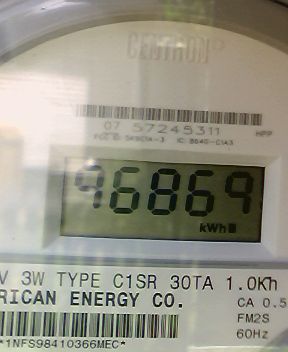 CENTRON
07 57245311 HPP
96869
kWh
V 3W TYPE C1SR 30TA 1.0Kh
RICAN ENERGY CO. CA 0.5
FM2S
*1NFS98410366MEC* 60Hz